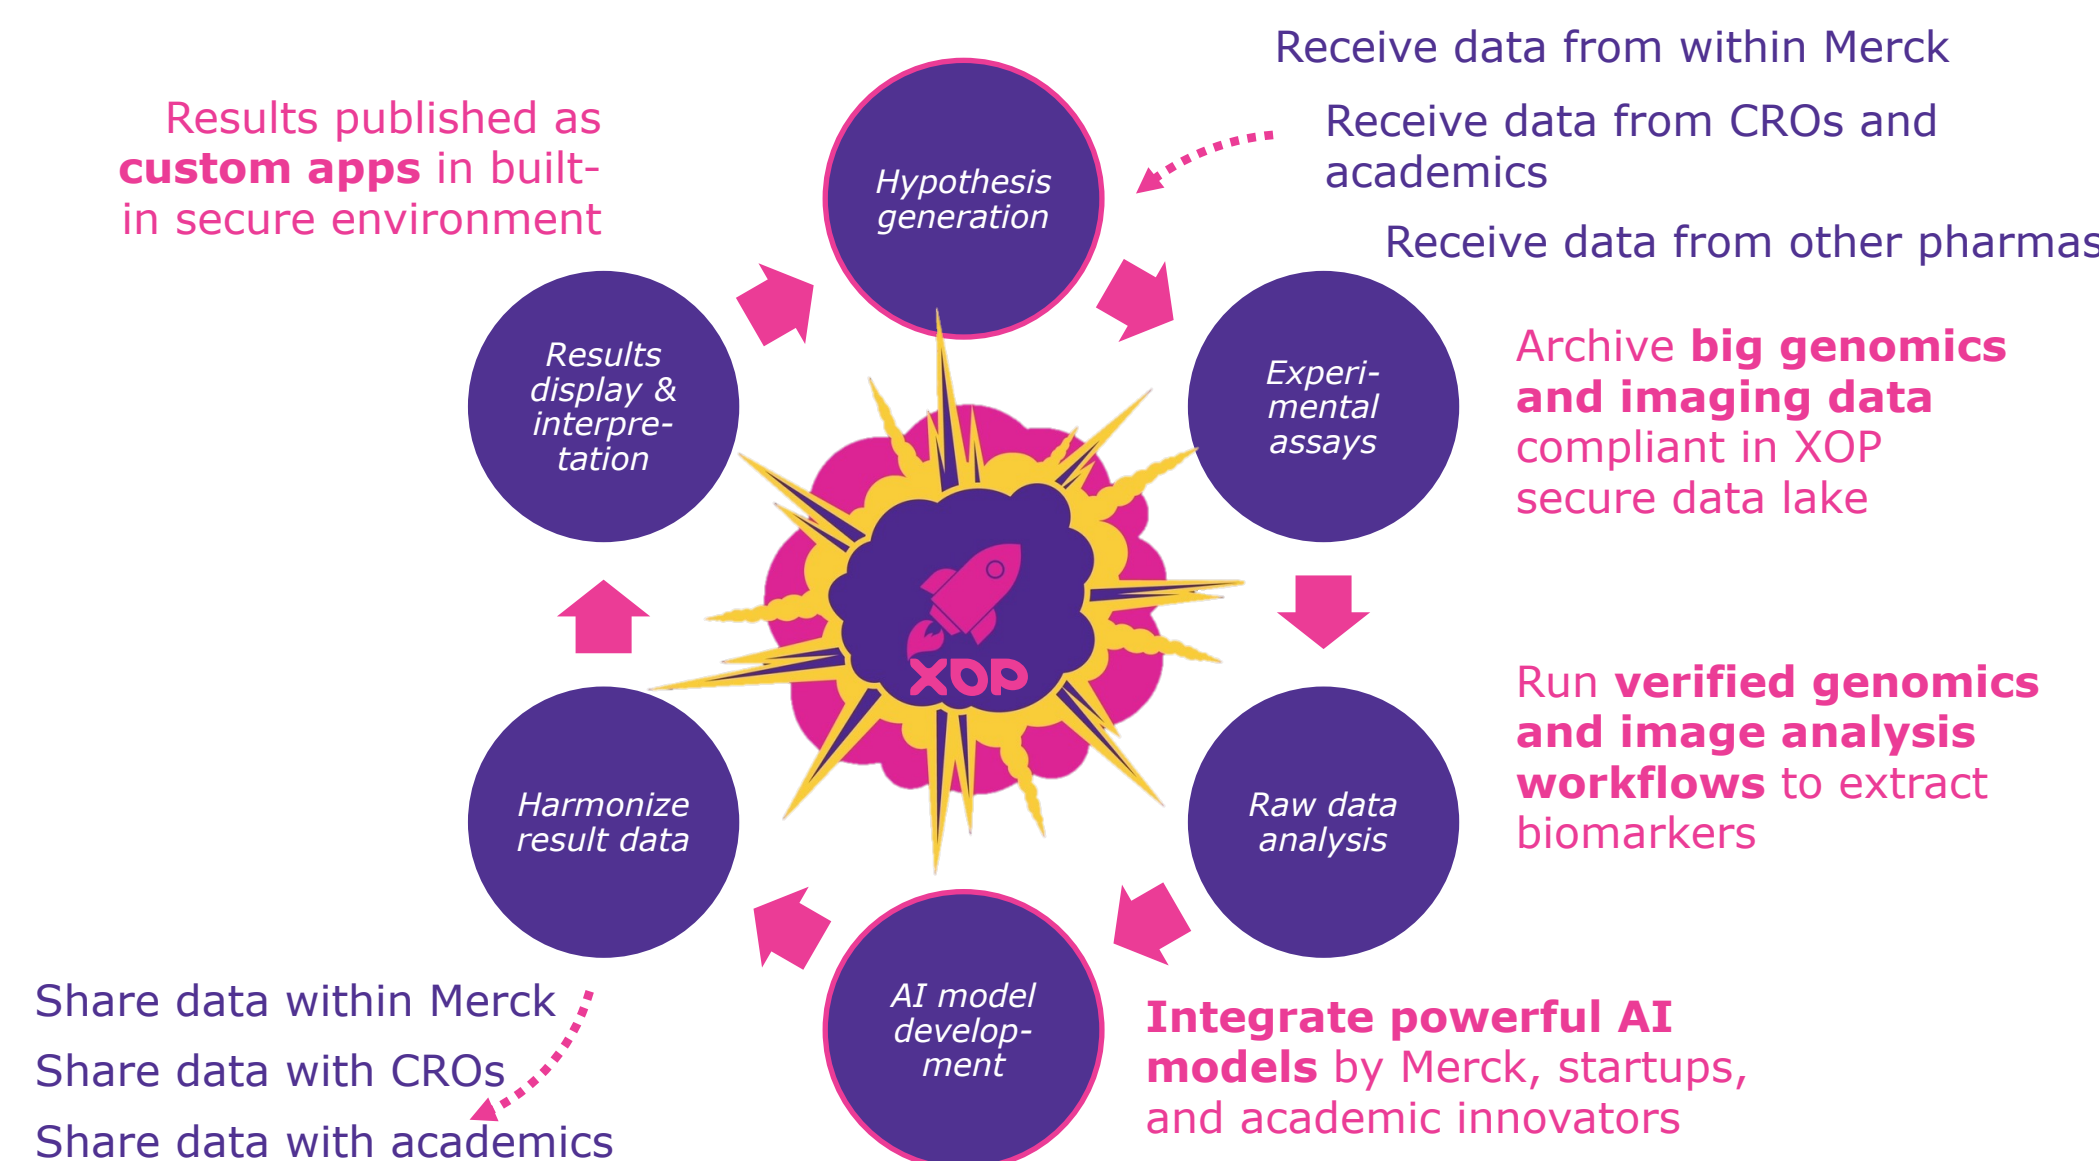 Receive data from within Merck
Receive data from CROs and
academics
Receive data from other pharmas
Results published as
custom apps in built-
in secure environment
Hypothesis
generation
Results
display &
interpre-
tation
Experi-
mental
assays
Archive big genomics
and imaging data
compliant in XOP
secure data lake
xop
Run verified genomics
and image analysis
workflows to extract
biomarkers
Harmonize
result data
Raw data
analysis
AI model
develop-
ment
Integrate powerful AI
models by Merck, startups,
and academic innovators
Share data within Merck
Share data with CROs
Share data with academics